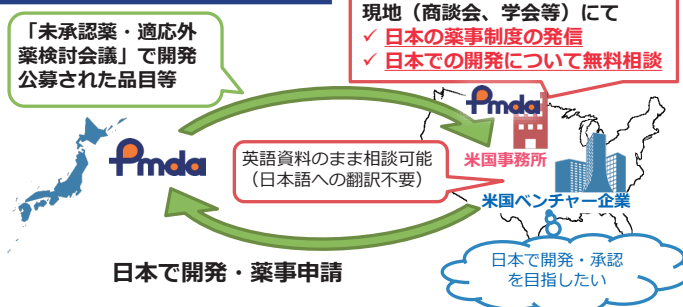 「未承認薬・適応外
薬検討会議」で開発
公募された品目等
現地（商談会、学会等）にて
✓ 日本の薬事制度の発信
✓ 日本での開発について無料相談
Pmda
米国事務所
Pmda
英語資料のまま相談可能
（日本語への翻訳不要）
米国ベンチャー企業
日本で開発・承認
を目指したい
日本で開発・薬事申請